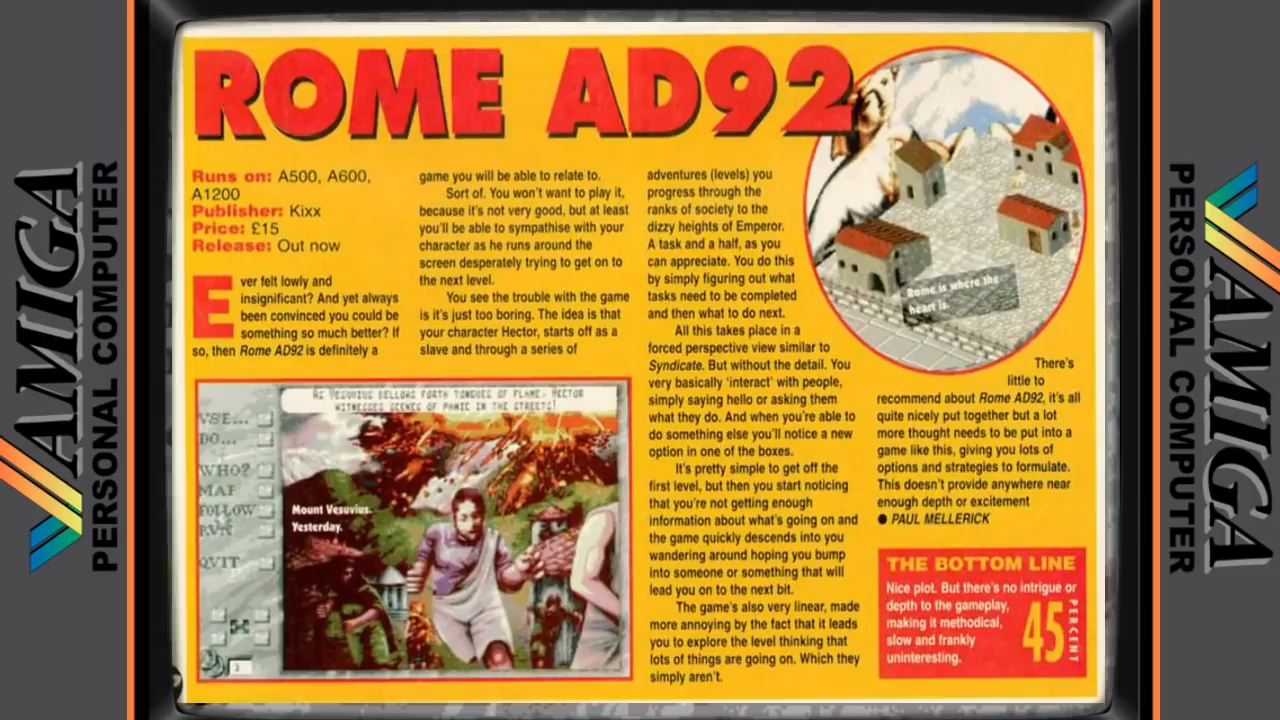 ROME AD92
Runs on: A500, A600,
A1200
Publisher: Kixx
Price: £15
Release: Out now
Ever felt lowly and
insignificant? And yet always
been convinced you could be
something so much better? If
so, then Rome AD92 is definitely a
game you will be able to relate to.
Sort of. You won't want to play it,
because it's not very good, but at least
you'll be able to sympathise with your
character as he runs around the
screen desperately trying to get on to
the next level.
You see the trouble with the game
is it's just too boring. The idea is that
your character Hector, starts off as a
slave and through a series of
adventures (levels) you
progress through the
ranks of society to the
dizzy heights of Emperor.
A task and a half, as you
can appreciate. You do this
by simply figuring out what
tasks need to be completed
and then what to do next.
All this takes place in a
forced perspective view similar to
Syndicate. But without the detail. You
very basically 'interact' with people,
simply saying hello or asking them
what they do. And when you're able to
do something else you'll notice a new
option in one of the boxes.
It's pretty simple to get off the
first level, but then you start noticing
that you're not getting enough
information about what's going on and
the game quickly descends into you
wandering around hoping you bump
into someone or something that will
lead you on to the next bit.
The game's also very linear, made
more annoying by the fact that it leads
you to explore the level thinking that
lots of things are going on. Which they
simply aren't.
There's
little to
recommend about Rome AD92, it's all
quite nicely put together but a lot
more thought needs to be put into a
game like this, giving you lots of
options and strategies to formulate.
This doesn't provide anywhere near
enough depth or excitement
● PAUL MELLERICK
Rome is where the
heart is.
AS VESUVIUS BELLOWS FORTH TONGUES OF FLAME, HECTOR
WITNESSES SCENES OF PANIC IN THE STREETS!
USE...
DO...
WHO?
MAP
FOLLOW
RUN
QUIT
3
Mount Vesuvius.
Yesterday.
THE BOTTOM LINE
Nice plot. But there's no intrigue or
depth to the gameplay,
making it methodical,
slow and frankly
uninteresting.
45
PERCENT
AMIGA
PERSONAL COMPUTER
AMIGA
PERSONAL COMPUTER